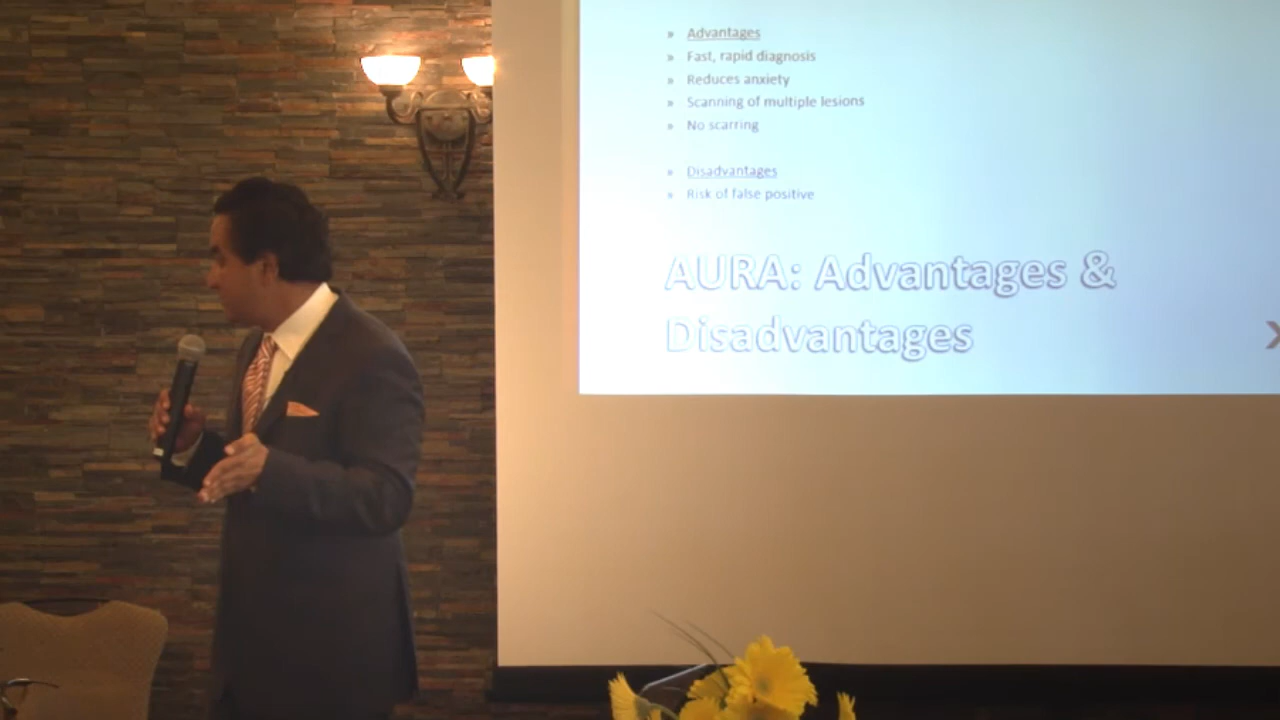 » Advantages
» Fast, rapid diagnosis
» Reduces anxiety
» Scanning of multiple lesions
» No scarring
» Disadvantages
» Risk of false positive
AURA: Advantages &
Disadvantages